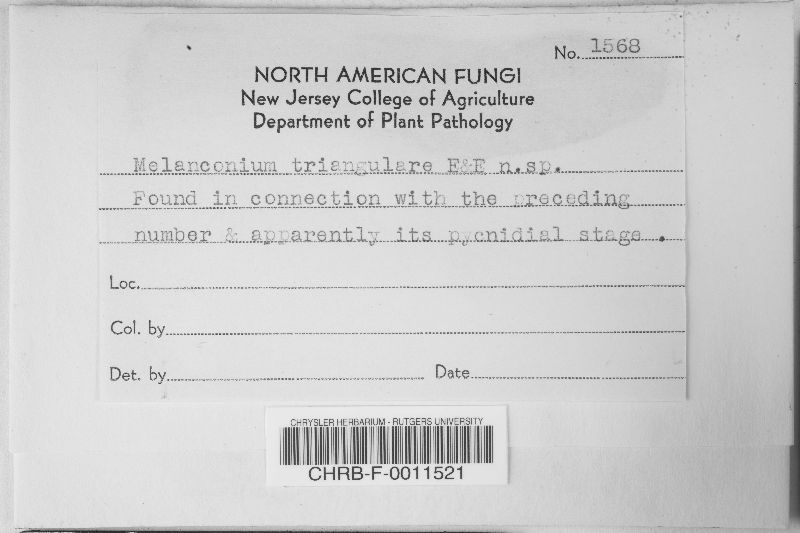 No. 1568
NORTH AMERICAN FUNGI
New Jersey College of Agriculture
Department of Plant Pathology
Melanconium triangulare E&E n.sp.
Found in connection with the preceding
number & apparently its pycnidial stage .
Loc.
Col. by
Det. by Date
CHRYSLER HERBARIUM - RUTGERS UNIVERSITY
CHRB-F-0011521